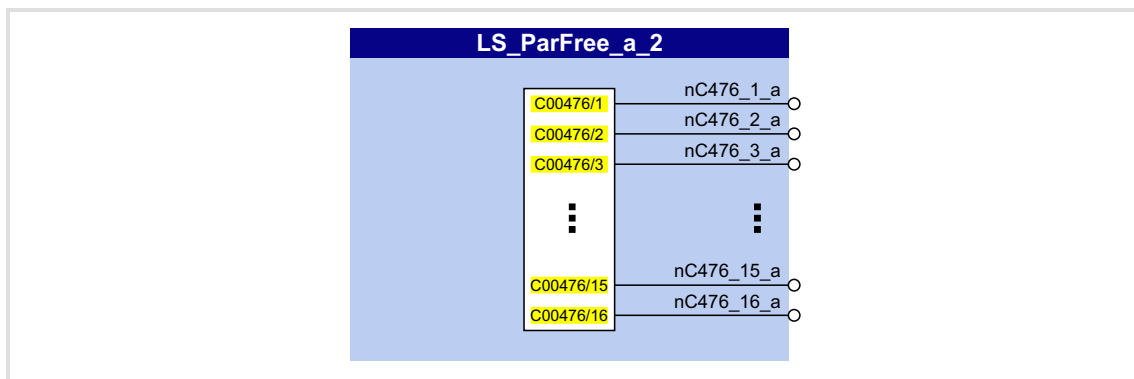 LS_ParFree_a_2
C00476/1 nC476_1_a
C00476/2 nC476_2_a
C00476/3 nC476_3_a
C00476/15 nC476_15_a
C00476/16 nC476_16_a